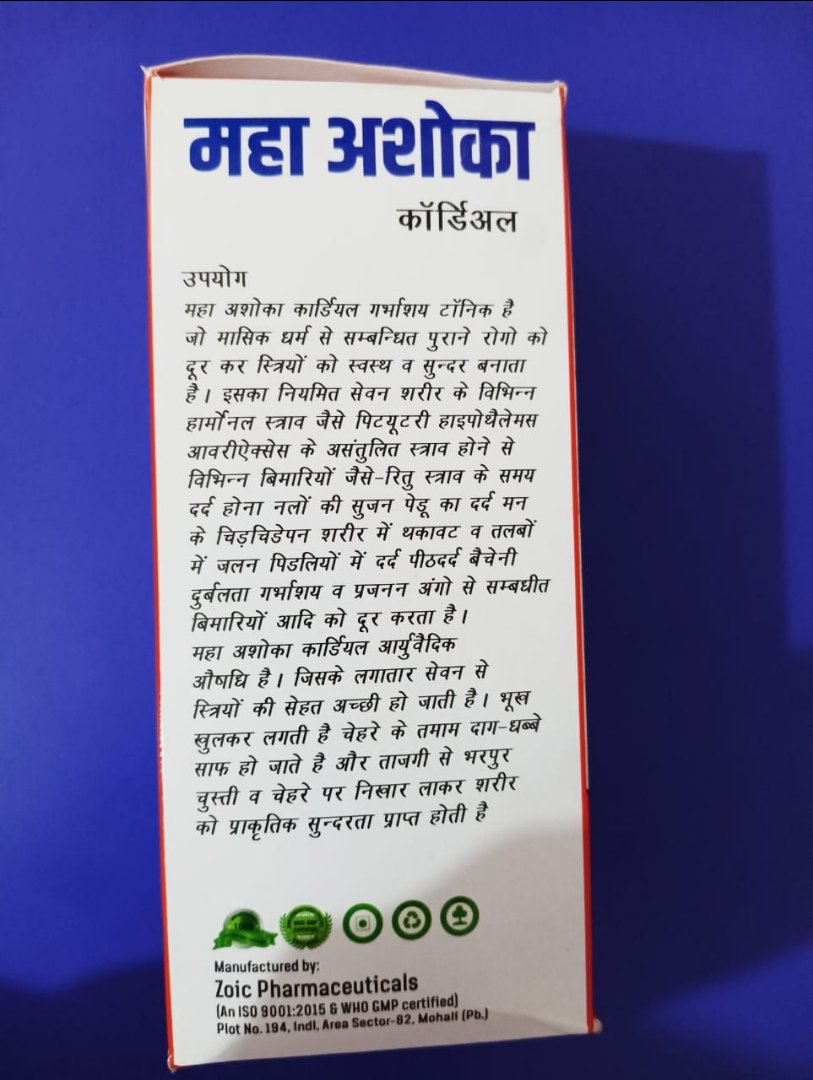 महा अशोका
कॉर्डिअल
उपयोग
महा अशोका कार्डियल गर्भाशय टॉनिक है
जो मासिक धर्म से सम्बन्धित पुराने रोगो को
दूर कर स्त्रियों को स्वस्थ व सुन्दर बनाता
है। इसका नियमित सेवन शरीर के विभिन्न
हार्मोनल स्त्राव जैसे पिटयूटरी हाइपोथैलेमस
आवरीऐक्सेस के असंतुलित स्त्राव होने से
विभिन्न बिमारियों जैसे-रितु स्त्राव के समय
दर्द होना नलों की सुजन पेडू का दर्द मन
के चिड़चिडेपन शरीर में थकावट व तलबों
में जलन पिडलियों में दर्द पीठदर्द बैचेनी
दुर्बलता गर्भाशय व प्रजनन अंगो से सम्बधीत
बिमारियों आदि को दूर करता है।
महा अशोका कार्डियल आर्युवैदिक
औषधि है। जिसके लगातार सेवन से
स्त्रियों की सेहत अच्छी हो जाती है। भूख
खुलकर लगती है चेहरे के तमाम दाग-धब्बे
साफ हो जाते है और ताजगी से भरपुर
चुस्ती व चेहरे पर निखार लाकर शरीर
को प्राकृतिक सुन्दरता प्राप्त होती है
Manufactured by:
Zoic Pharmaceuticals
(An ISO 9001:2015 & WHO GMP certified)
Plot No. 194, Indl, Area Sector-82, Mohali (Pb.)